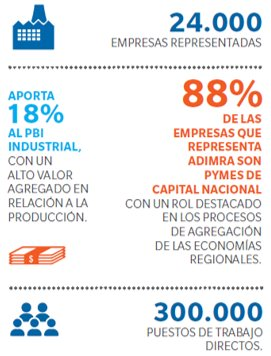 24.000
EMPRESAS REPRESENTADAS
APORTA
18%
AL PBI
INDUSTRIAL,
CON UN
ALTO VALOR
AGREGADO EN
RELACIÓN A LA
PRODUCCIÓN.
$
88%
DE LAS
EMPRESAS QUE
REPRESENTA
ADIMRA SON
PYMES DE
CAPITAL NACIONAL
CON UN ROL DESTACADO
EN LOS PROCESOS
DE AGREGACIÓN
DE LAS ECONOMÍAS
REGIONALES.
300.000
PUESTOS DE TRABAJO
DIRECTOS.